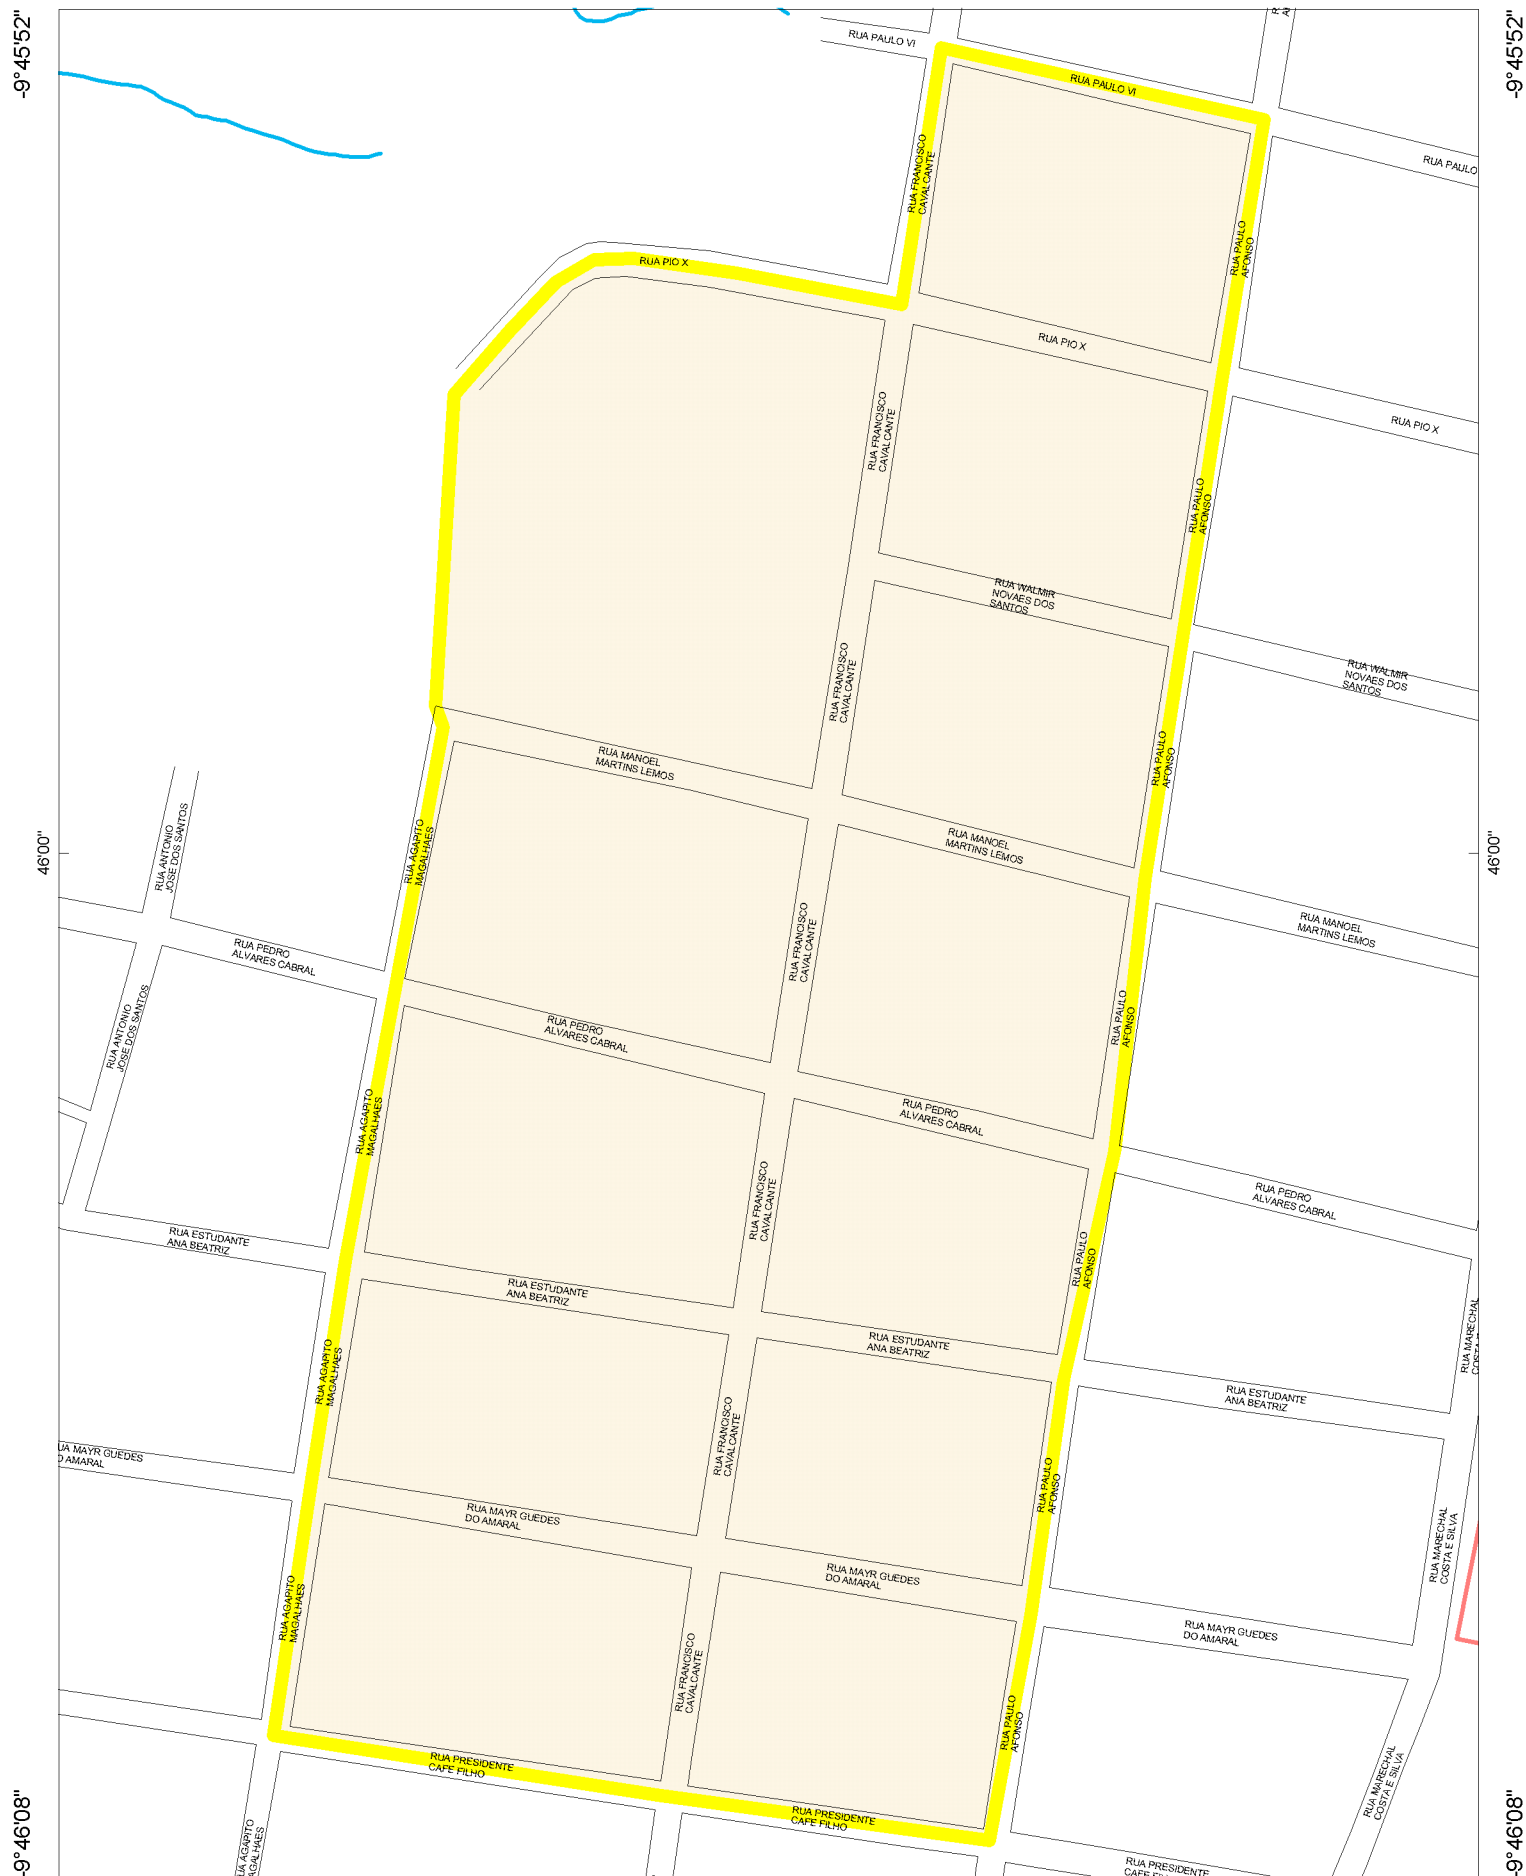 -9°45'52"
-9°45'52"
RUA PAULO VI
RUA PAULO VI
RUA PAULO
RUA FRANCISCO
CAVALCANTE
RUA PAULO
AFONSO
RUA PIO X
RUA PIO X
RUA PIO X
RUA FRANCISCO
CAVALCANTE
RUA PAULO
AFONSO
RUA WALMIR
NOVAES DOS
SANTOS
RUA WALMIR
NOVAES DOS
SANTOS
RUA FRANCISCO
CAVALCANTE
RUA PAULO
AFONSO
RUA MANOEL
MARTINS LEMOS
RUA MANOEL
MARTINS LEMOS
RUA MANOEL
MARTINS LEMOS
46'00"
46'00"
RUA ANTONIO
JOSE DOS SANTOS
RUA AGAPITO
MAGALHAES
RUA FRANCISCO
CAVALCANTE
RUA PEDRO
ALVARES CABRAL
RUA ANTONIO
JOSE DOS SANTOS
RUA PEDRO
ALVARES CABRAL
RUA PAULO
AFONSO
RUA PEDRO
ALVARES CABRAL
RUA PEDRO
ALVARES CABRAL
RUA AGAPITO
MAGALHAES
RUA FRANCISCO
CAVALCANTE
RUA PAULO
AFONSO
RUA ESTUDANTE
ANA BEATRIZ
RUA ESTUDANTE
ANA BEATRIZ
RUA ESTUDANTE
ANA BEATRIZ
RUA ESTUDANTE
ANA BEATRIZ
RUA MARECHAL
RUA AGAPITO
MAGALHAES
RUA FRANCISCO
CAVALCANTE
RUA PAULO
AFONSO
UA MAYR GUEDES
O AMARAL
RUA MAYR GUEDES
DO AMARAL
RUA MAYR GUEDES
DO AMARAL
RUA MAYR GUEDES
DO AMARAL
RUA MARECHAL
COSTA E SILVA
RUA AGAPITO
MAGALHAES
RUA FRANCISCO
CAVALCANTE
RUA PAULO
AFONSO
RUA MARECHAL
COSTA E SILVA
RUA PRESIDENTE
CAFE FILHO
RUA PRESIDENTE
CAFE FILHO
RUA PRESIDENTE
UA AGAPITO
AGALHAES
-9°46'08"
-9°46'08"